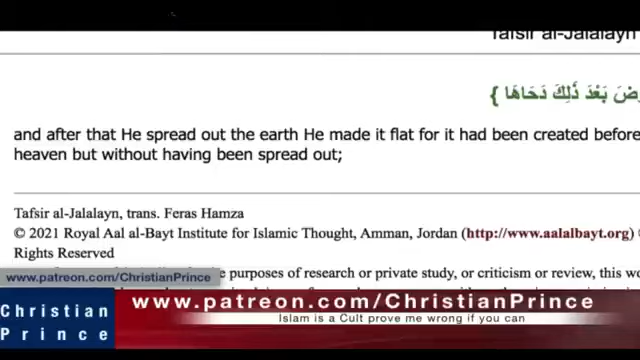 Tafsir al-Jalalayn
بَعْدَ ذَٰلِكَ دَحَاهَا }
and after that He spread out the earth He made it flat for it had been created before
heaven but without having been spread out;
Tafsir al-Jalalayn, trans. Feras Hamza
© 2021 Royal Aal al-Bayt Institute for Islamic Thought, Amman, Jordan (http://www.aalalbayt.org) ©
Rights Reserved
www.patreon.com/ChristianPrince
purposes of research or private study, or criticism or review, this
www.patreon.com/ChristianPrince
Christian
Prince
Islam is a Cult prove me wrong if you can